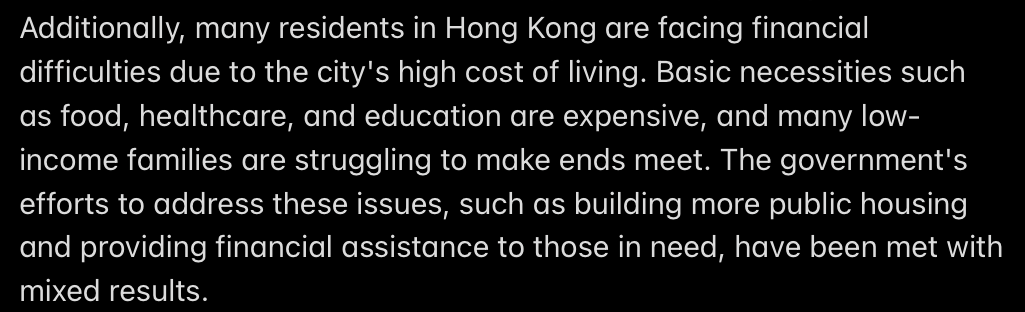 Additionally, many residents in Hong Kong are facing financial
difficulties due to the city's high cost of living. Basic necessities such
as food, healthcare, and education are expensive, and many low-
income families are struggling to make ends meet. The government's
efforts to address these issues, such as building more public housing
and providing financial assistance to those in need, have been met with
mixed results.